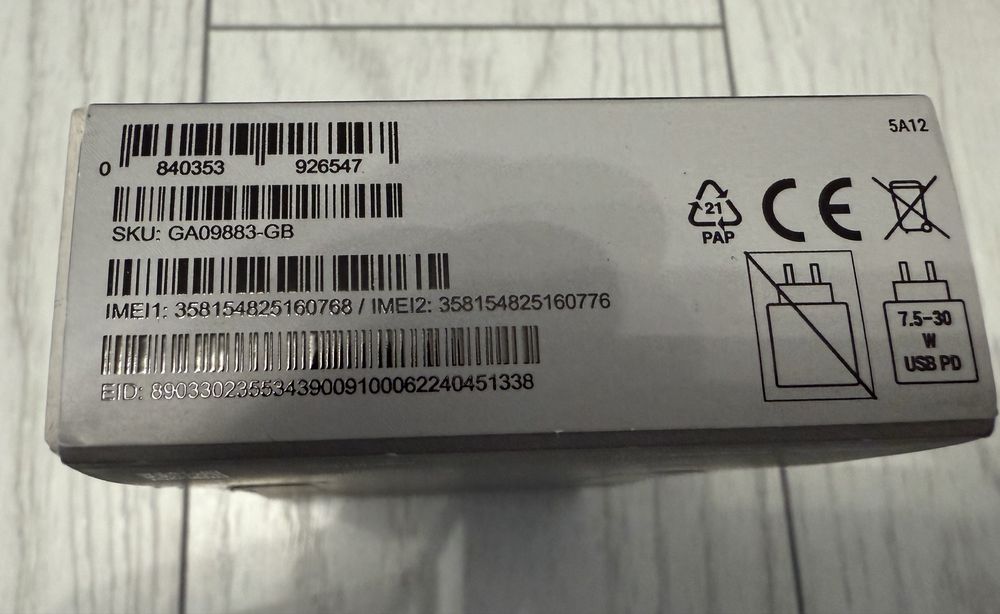 5A12
0 840353 926547
SKU: GA09883-GB
IMEI1: 358154825160768 / IMEI2: 358154825160776
EID: 89033023553439009100062240451338
21
PAP
CE
7.5-30
W
USB PD